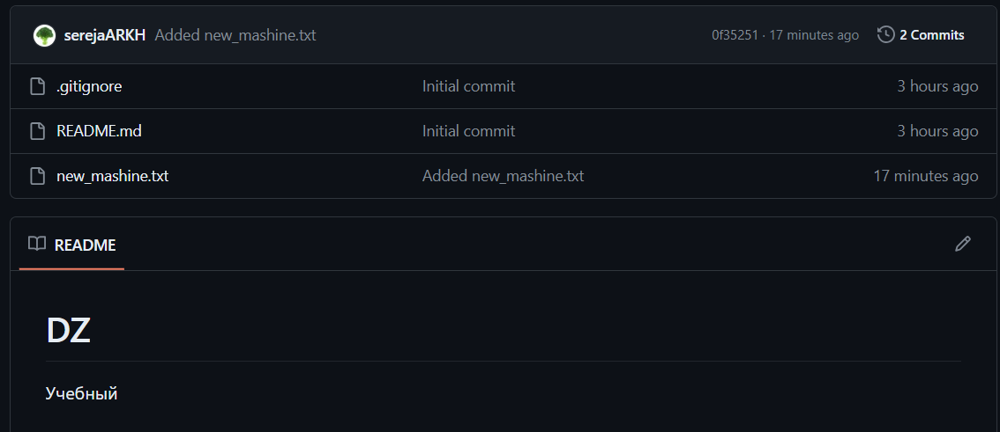 serejaARKH Added new_mashine.txt 0f35251 · 17 minutes ago 2 Commits
.gitignore Initial commit 3 hours ago
README.md Initial commit 3 hours ago
new_mashine.txt Added new_mashine.txt 17 minutes ago
README
DZ
Учебный